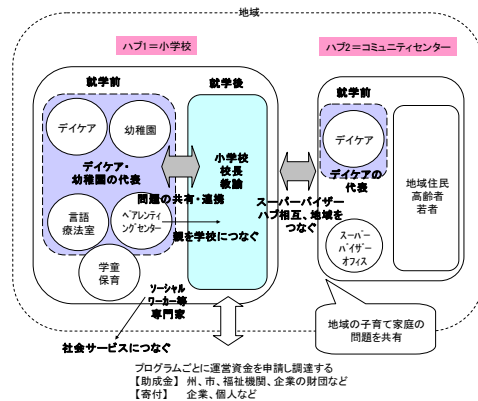 地域
ハブ1=小学校
ハブ2=コミュニティセンター
就学前
就学後
就学前
デイケア
幼稚園
デイケア・
幼稚園の代表
小学校
校長
教諭
問題の共有・連携
言語
療法室
ペアレンティ
ングセンター
親を学校につなぐ
学童
保育
ソーシャル
ワーカー等
専門家
社会サービスにつなぐ
スーパーバイザー
ハブ相互、地域を
つなぐ
デイケア
デイケアの
代表
スーパー
バイザー
オフィス
地域住民
高齢者
若者
地域の子育て家庭の
問題を共有
プログラムごとに運営資金を申請し調達する
【助成金】 州、市、福祉機関、企業の財団など
【寄付】 企業、個人など